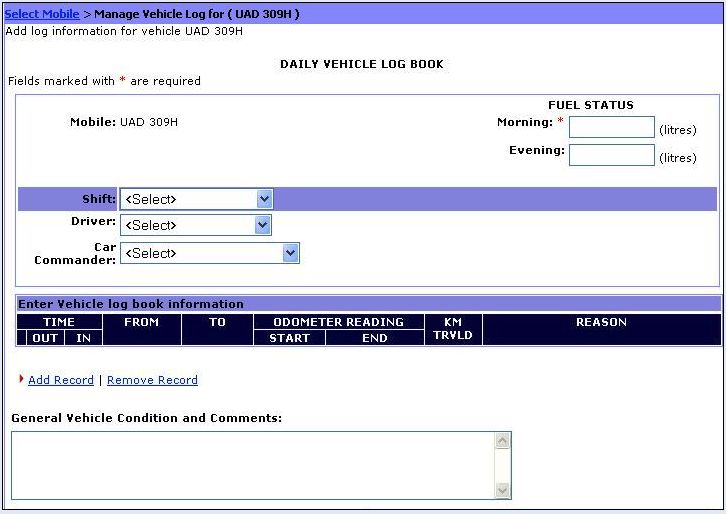 Select Mobile > Manage Vehicle Log for ( UAD 309H )
Add log information for vehicle UAD 309H
DAILY VEHICLE LOG BOOK
Fields marked with * are required
FUEL STATUS
Mobile: UAD 309H
Morning: * (litres)
Evening: (litres)
Shift: <Select>
Driver: <Select>
Car
Commander: <Select>
Enter Vehicle log book information
TIME FROM TO ODOMETER READING KM TRVLD REASON
OUT IN START END
Add Record | Remove Record
General Vehicle Condition and Comments: